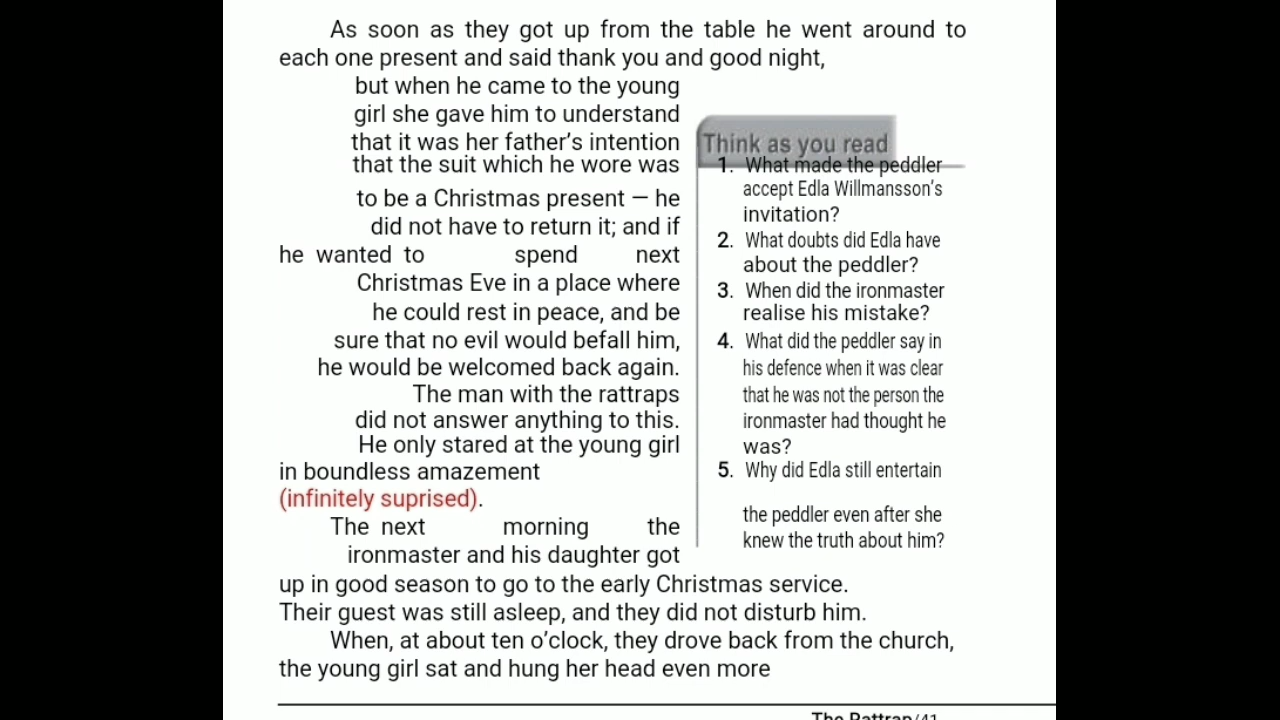 As soon as they got up from the table he went around to
each one present and said thank you and good night,
but when he came to the young
girl she gave him to understand
that it was her father's intention
that the suit which he wore was
to be a Christmas present — he
did not have to return it; and if
he wanted to spend next
Christmas Eve in a place where
he could rest in peace, and be
sure that no evil would befall him,
he would be welcomed back again.
The man with the rattraps
did not answer anything to this.
He only stared at the young girl
in boundless amazement
(infinitely suprised).
The next morning the
ironmaster and his daughter got
up in good season to go to the early Christmas service.
Their guest was still asleep, and they did not disturb him.
When, at about ten o'clock, they drove back from the church,
the young girl sat and hung her head even more
Think as you read
1. What made the peddler
accept Edla Willmansson's
invitation?
2. What doubts did Edla have
about the peddler?
3. When did the ironmaster
realise his mistake?
4. What did the peddler say in
his defence when it was clear
that he was not the person the
ironmaster had thought he
was?
5. Why did Edla still entertain
the peddler even after she
knew the truth about him?
The Rattrap/41